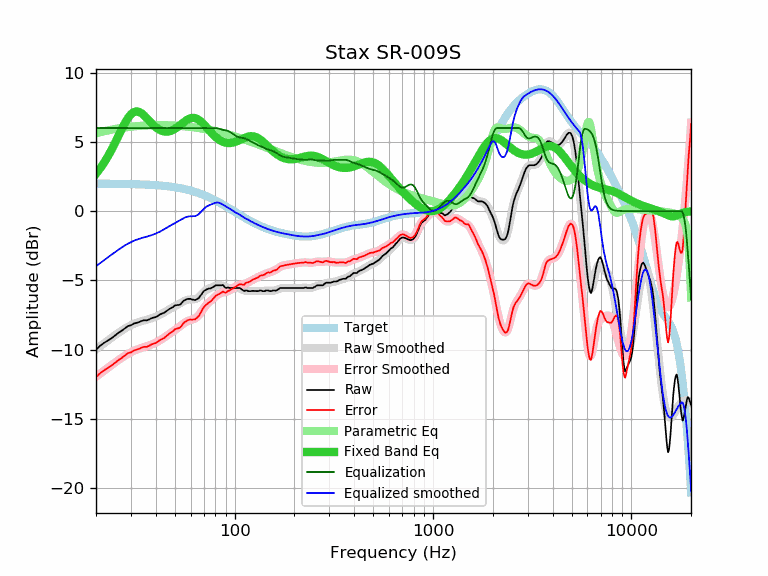 Stax SR-009S
10
5
0
−5
−10
−15
−20
Amplitude (dBr)
Target
Raw Smoothed
Error Smoothed
Raw
Error
Parametric Eq
Fixed Band Eq
Equalization
Equalized smoothed
100
1000
10000
Frequency (Hz)